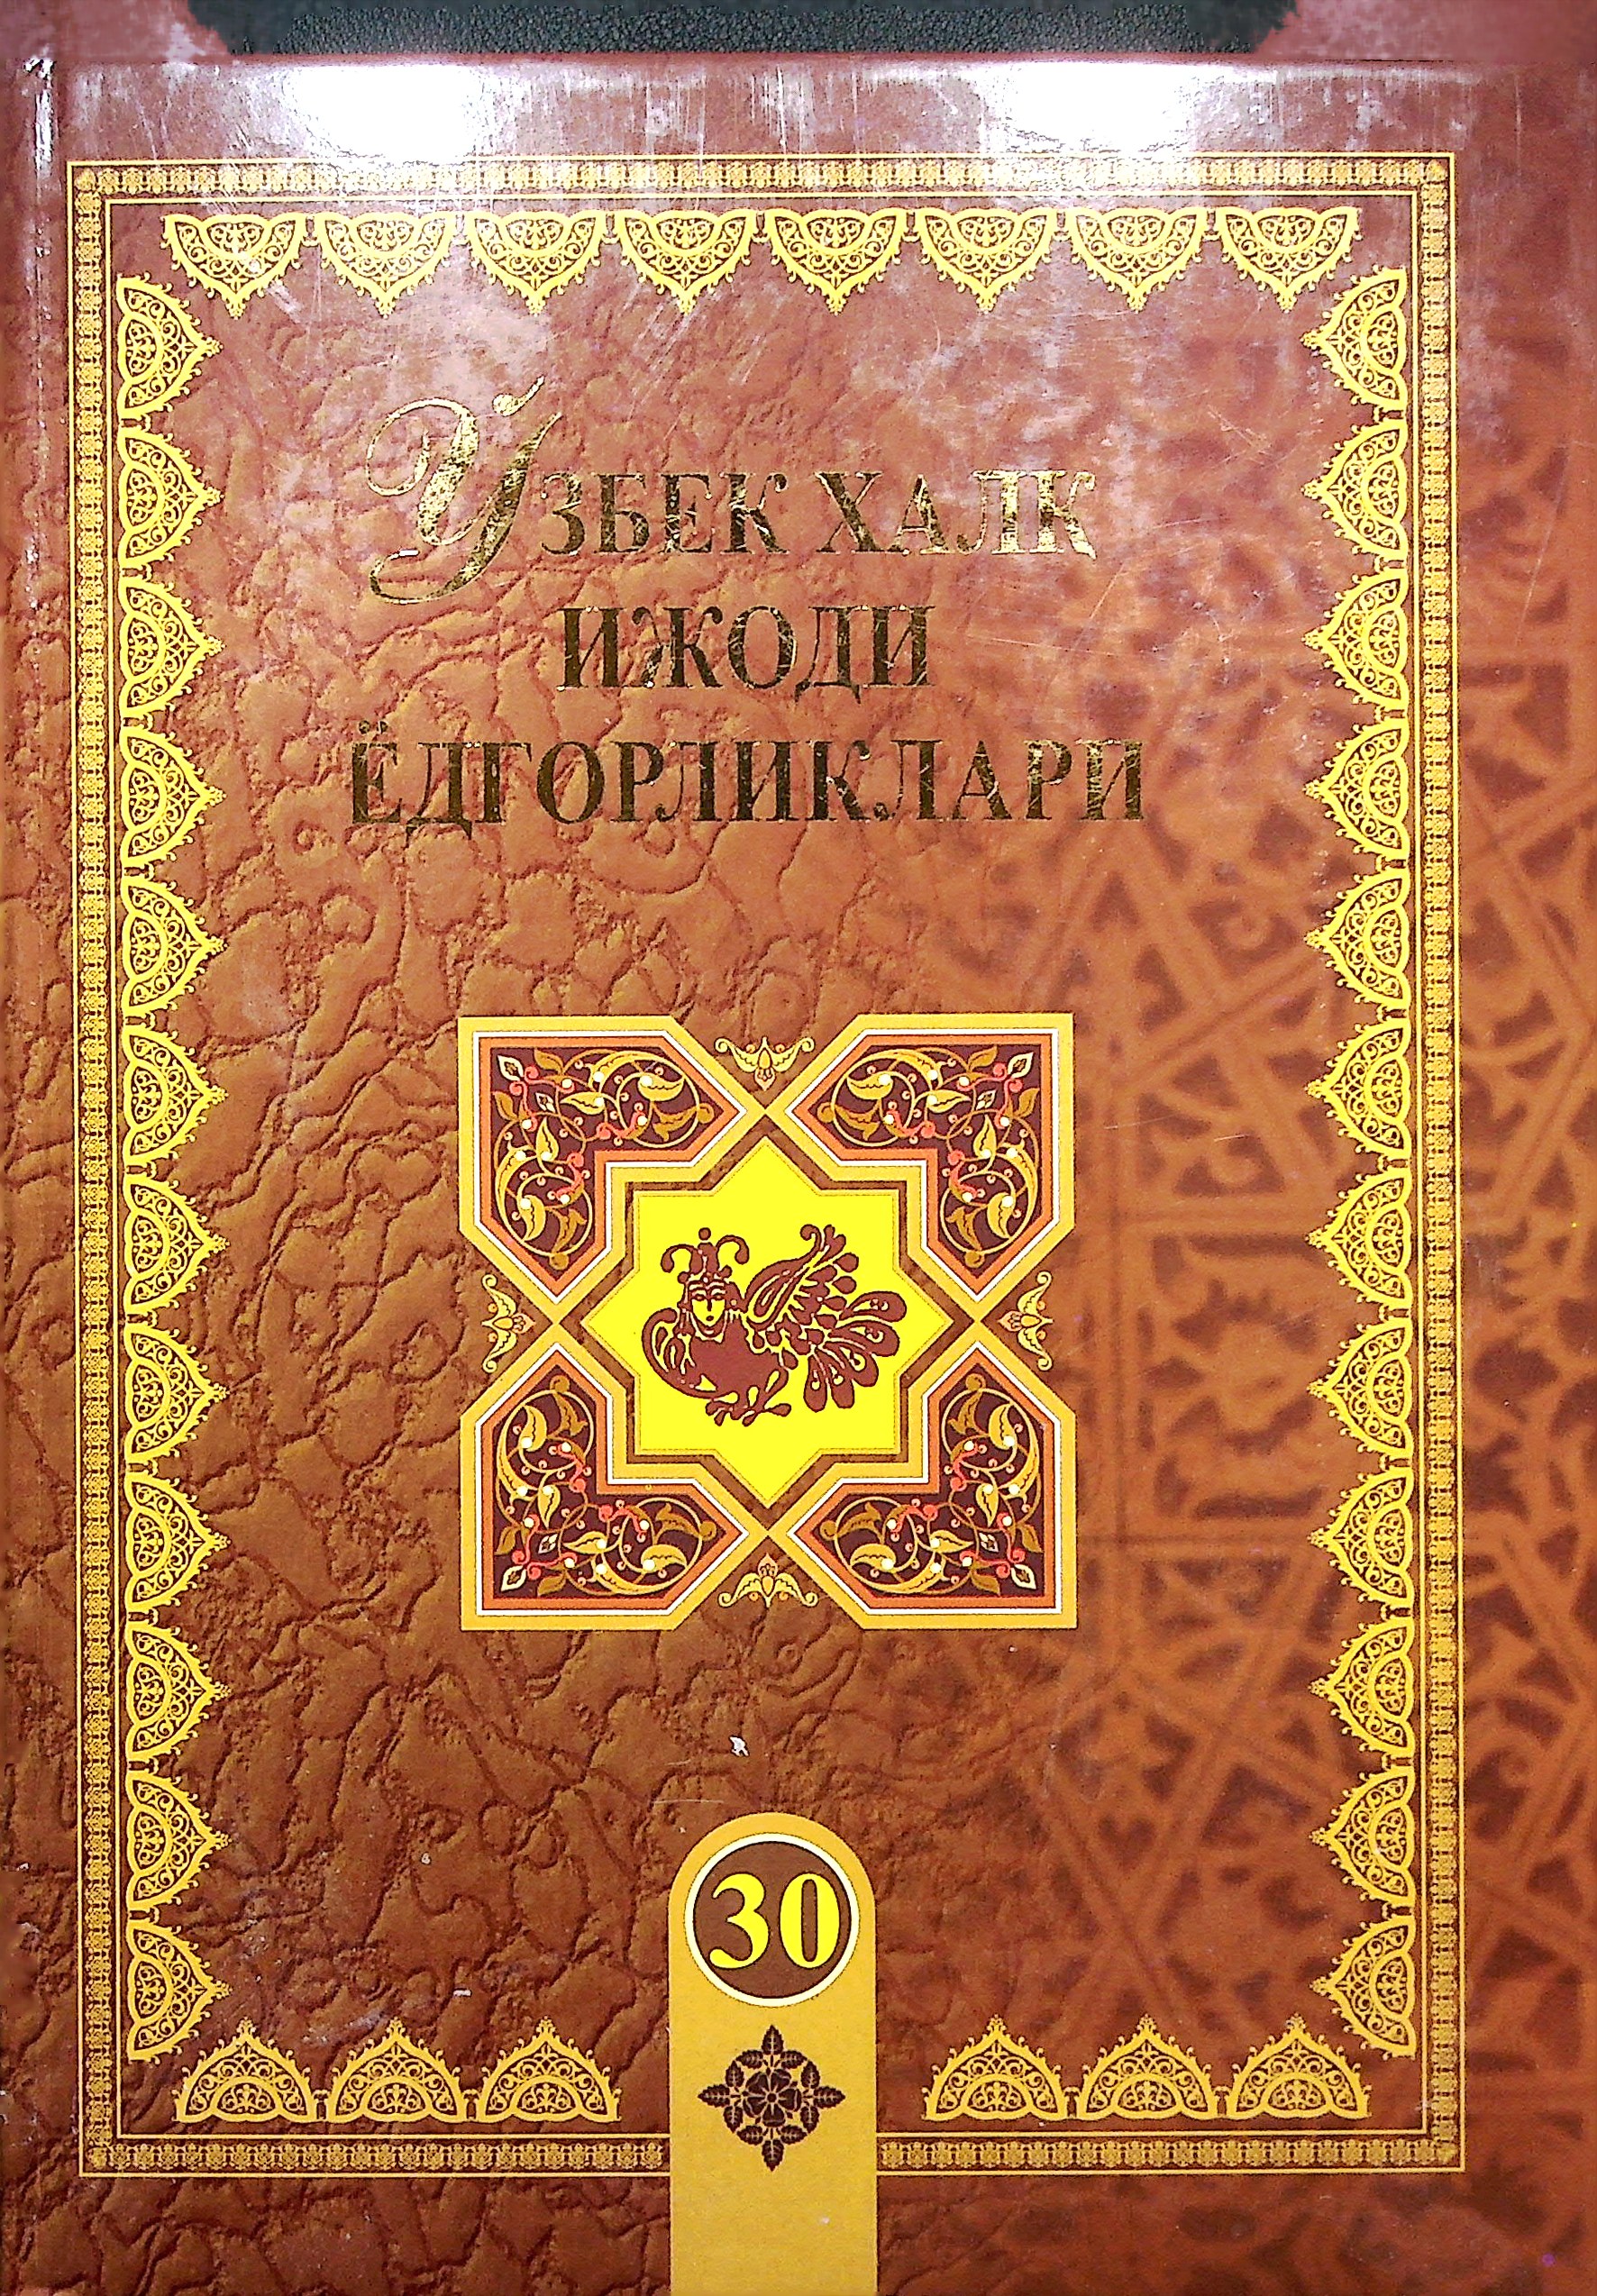 Ўзбек ХАЛҚ
ИЖОДИ
ЁДГОРЛИКЛАРИ
30